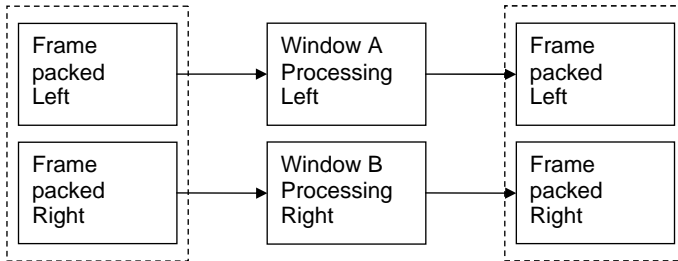 Frame
packed
Left
Window A
Processing
Left
Frame
packed
Left
Frame
packed
Right
Window B
Processing
Right
Frame
packed
Right